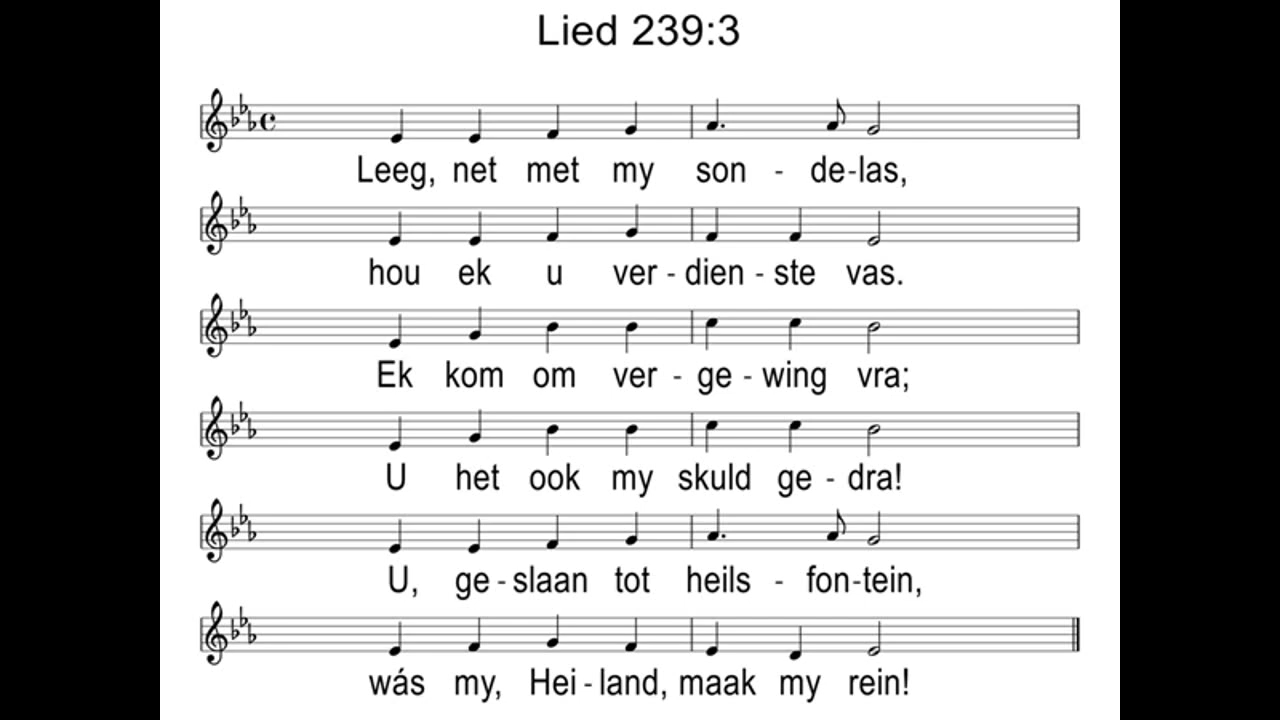 Lied 239:3
Leeg, net met my son - de-las,
hou ek u ver - dien - ste vas.
Ek kom om ver - ge - wing vra;
U het ook my skuld ge - dra!
U, ge - slaan tot heils - fon-tein,
wás my, Hei - land, maak my rein!